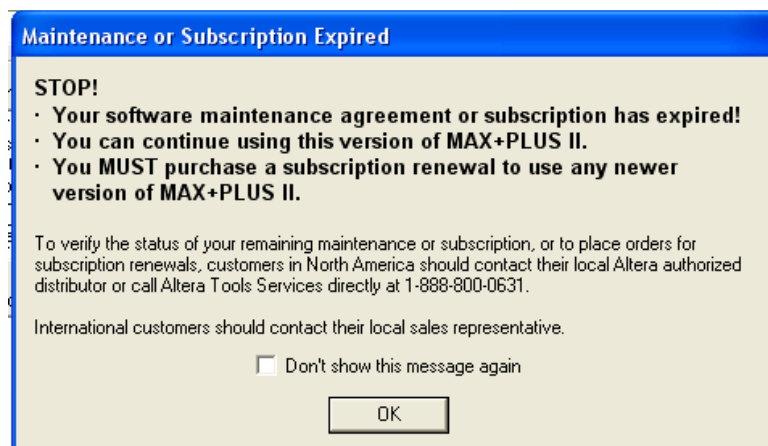 Maintenance or Subscription Expired
STOP!
· Your software maintenance agreement or subscription has expired!
· You can continue using this version of MAX+PLUS II.
· You MUST purchase a subscription renewal to use any newer
version of MAX+PLUS II.
To verify the status of your remaining maintenance or subscription, or to place orders for
subscription renewals, customers in North America should contact their local Altera authorized
distributor or call Altera Tools Services directly at 1-888-800-0631.
International customers should contact their local sales representative.
Don't show this message again
OK